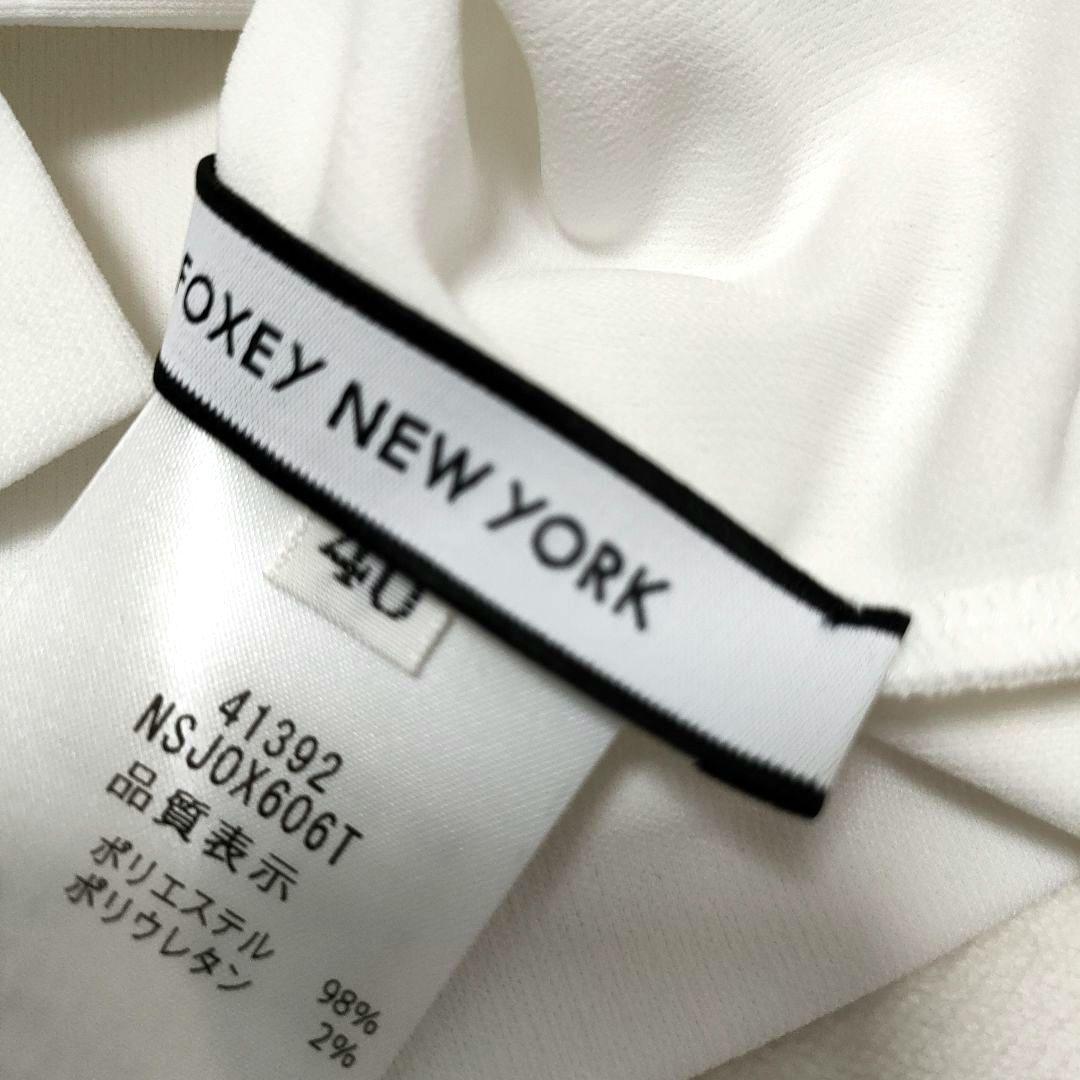 FOXEY NEW YORK
40
41392
NSJOX606T
品質表示
ポリエステル 98%
ポリウレタン 2%